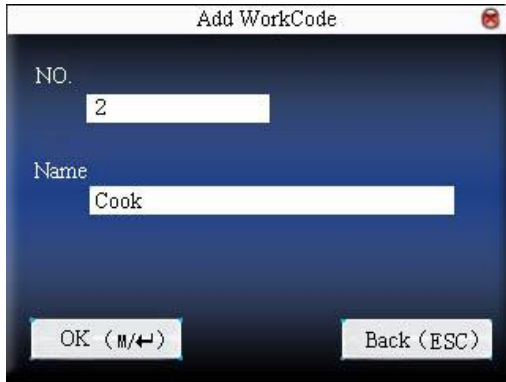 Add WorkCode
NO.
2
Name
Cook
OK (M/↵)
Back (ESC)